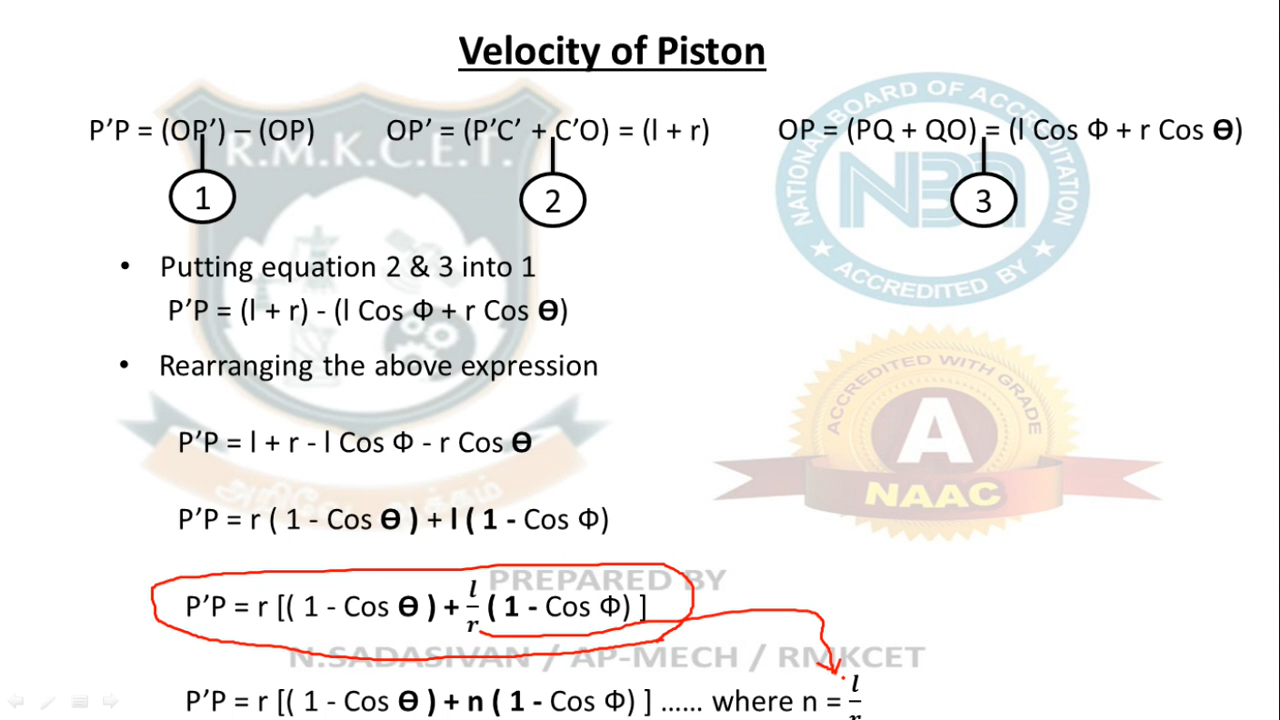 Velocity of Piston
P’P = (OP’) – (OP) OP’ = (P’C’ + C’O) = (l + r) OP = (PQ + QO) = (l Cos Φ + r Cos Ɵ)
1 2 3
• Putting equation 2 & 3 into 1
P’P = (l + r) - (l Cos Φ + r Cos Ɵ)
• Rearranging the above expression
P’P = l + r - l Cos Φ - r Cos Ɵ
P’P = r ( 1 - Cos Ɵ ) + l ( 1 - Cos Φ)
P’P = r [( 1 - Cos Ɵ ) + l/r ( 1 - Cos Φ) ]
P’P = r [( 1 - Cos Ɵ ) + n ( 1 - Cos Φ) ] …… where n = l/r
R.M.K.C.E.T.
அறிவே ஆக்கம்
NATIONAL BOARD OF ACCREDITATION
NBA
ACCREDITED BY
ACCREDITED WITH GRADE
A
NAAC
PREPARED BY
N.SADASIVAN / AP-MECH / RMKCET